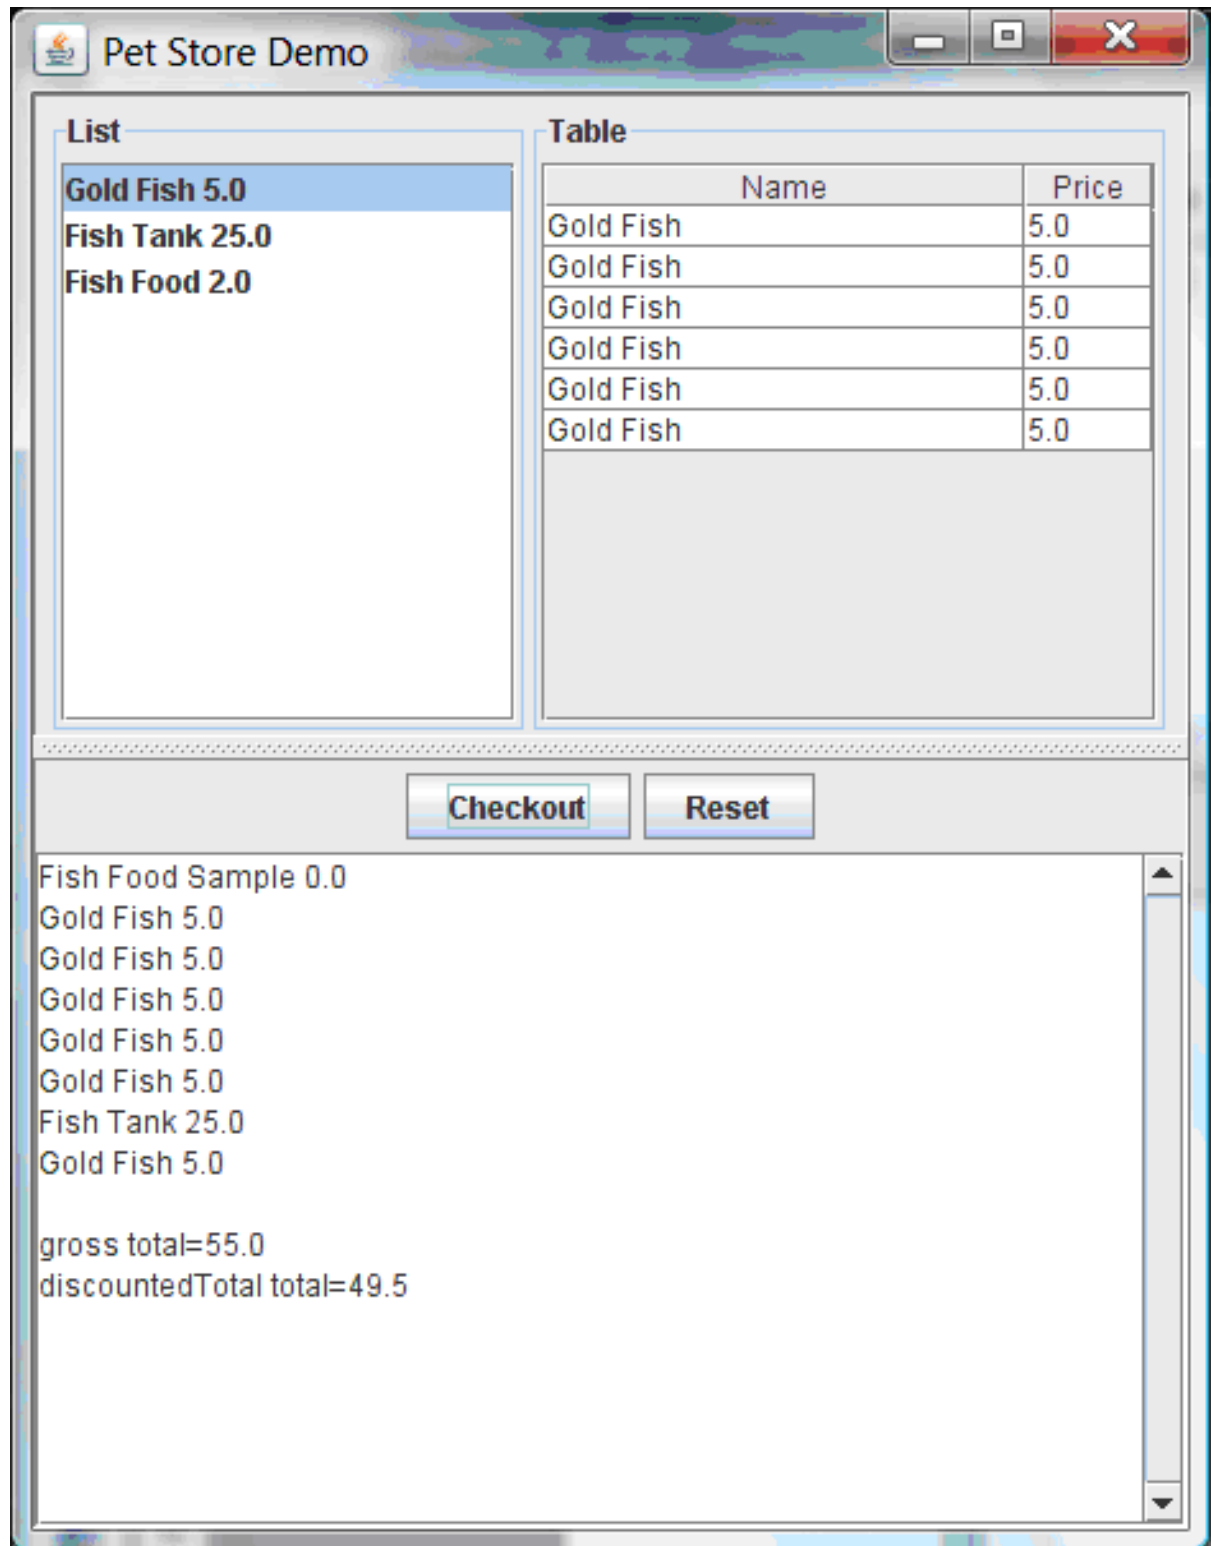 Pet Store Demo
List
Gold Fish 5.0
Fish Tank 25.0
Fish Food 2.0
Table
Name Price
Gold Fish 5.0
Gold Fish 5.0
Gold Fish 5.0
Gold Fish 5.0
Gold Fish 5.0
Gold Fish 5.0
Checkout Reset
Fish Food Sample 0.0
Gold Fish 5.0
Gold Fish 5.0
Gold Fish 5.0
Gold Fish 5.0
Gold Fish 5.0
Fish Tank 25.0
Gold Fish 5.0
gross total=55.0
discountedTotal total=49.5